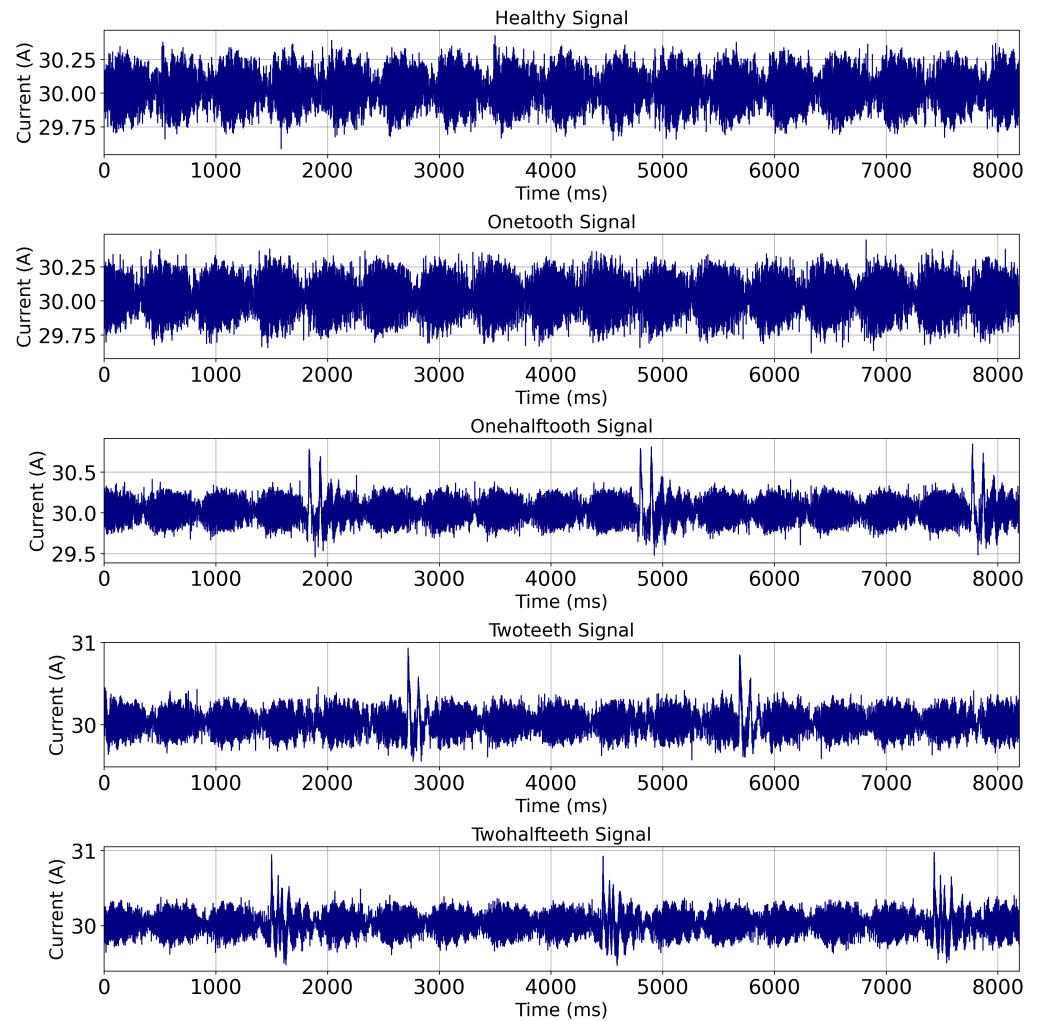 Healthy Signal
Current (A)
30.25
30.00
29.75
0 1000 2000 3000 4000 5000 6000 7000 8000
Time (ms)
Onetooth Signal
Current (A)
30.25
30.00
29.75
0 1000 2000 3000 4000 5000 6000 7000 8000
Time (ms)
Onehalftooth Signal
Current (A)
30.5
30.0
29.5
0 1000 2000 3000 4000 5000 6000 7000 8000
Time (ms)
Twoteeth Signal
Current (A)
31
30
0 1000 2000 3000 4000 5000 6000 7000 8000
Time (ms)
Twohalfteeth Signal
Current (A)
31
30
0 1000 2000 3000 4000 5000 6000 7000 8000
Time (ms)